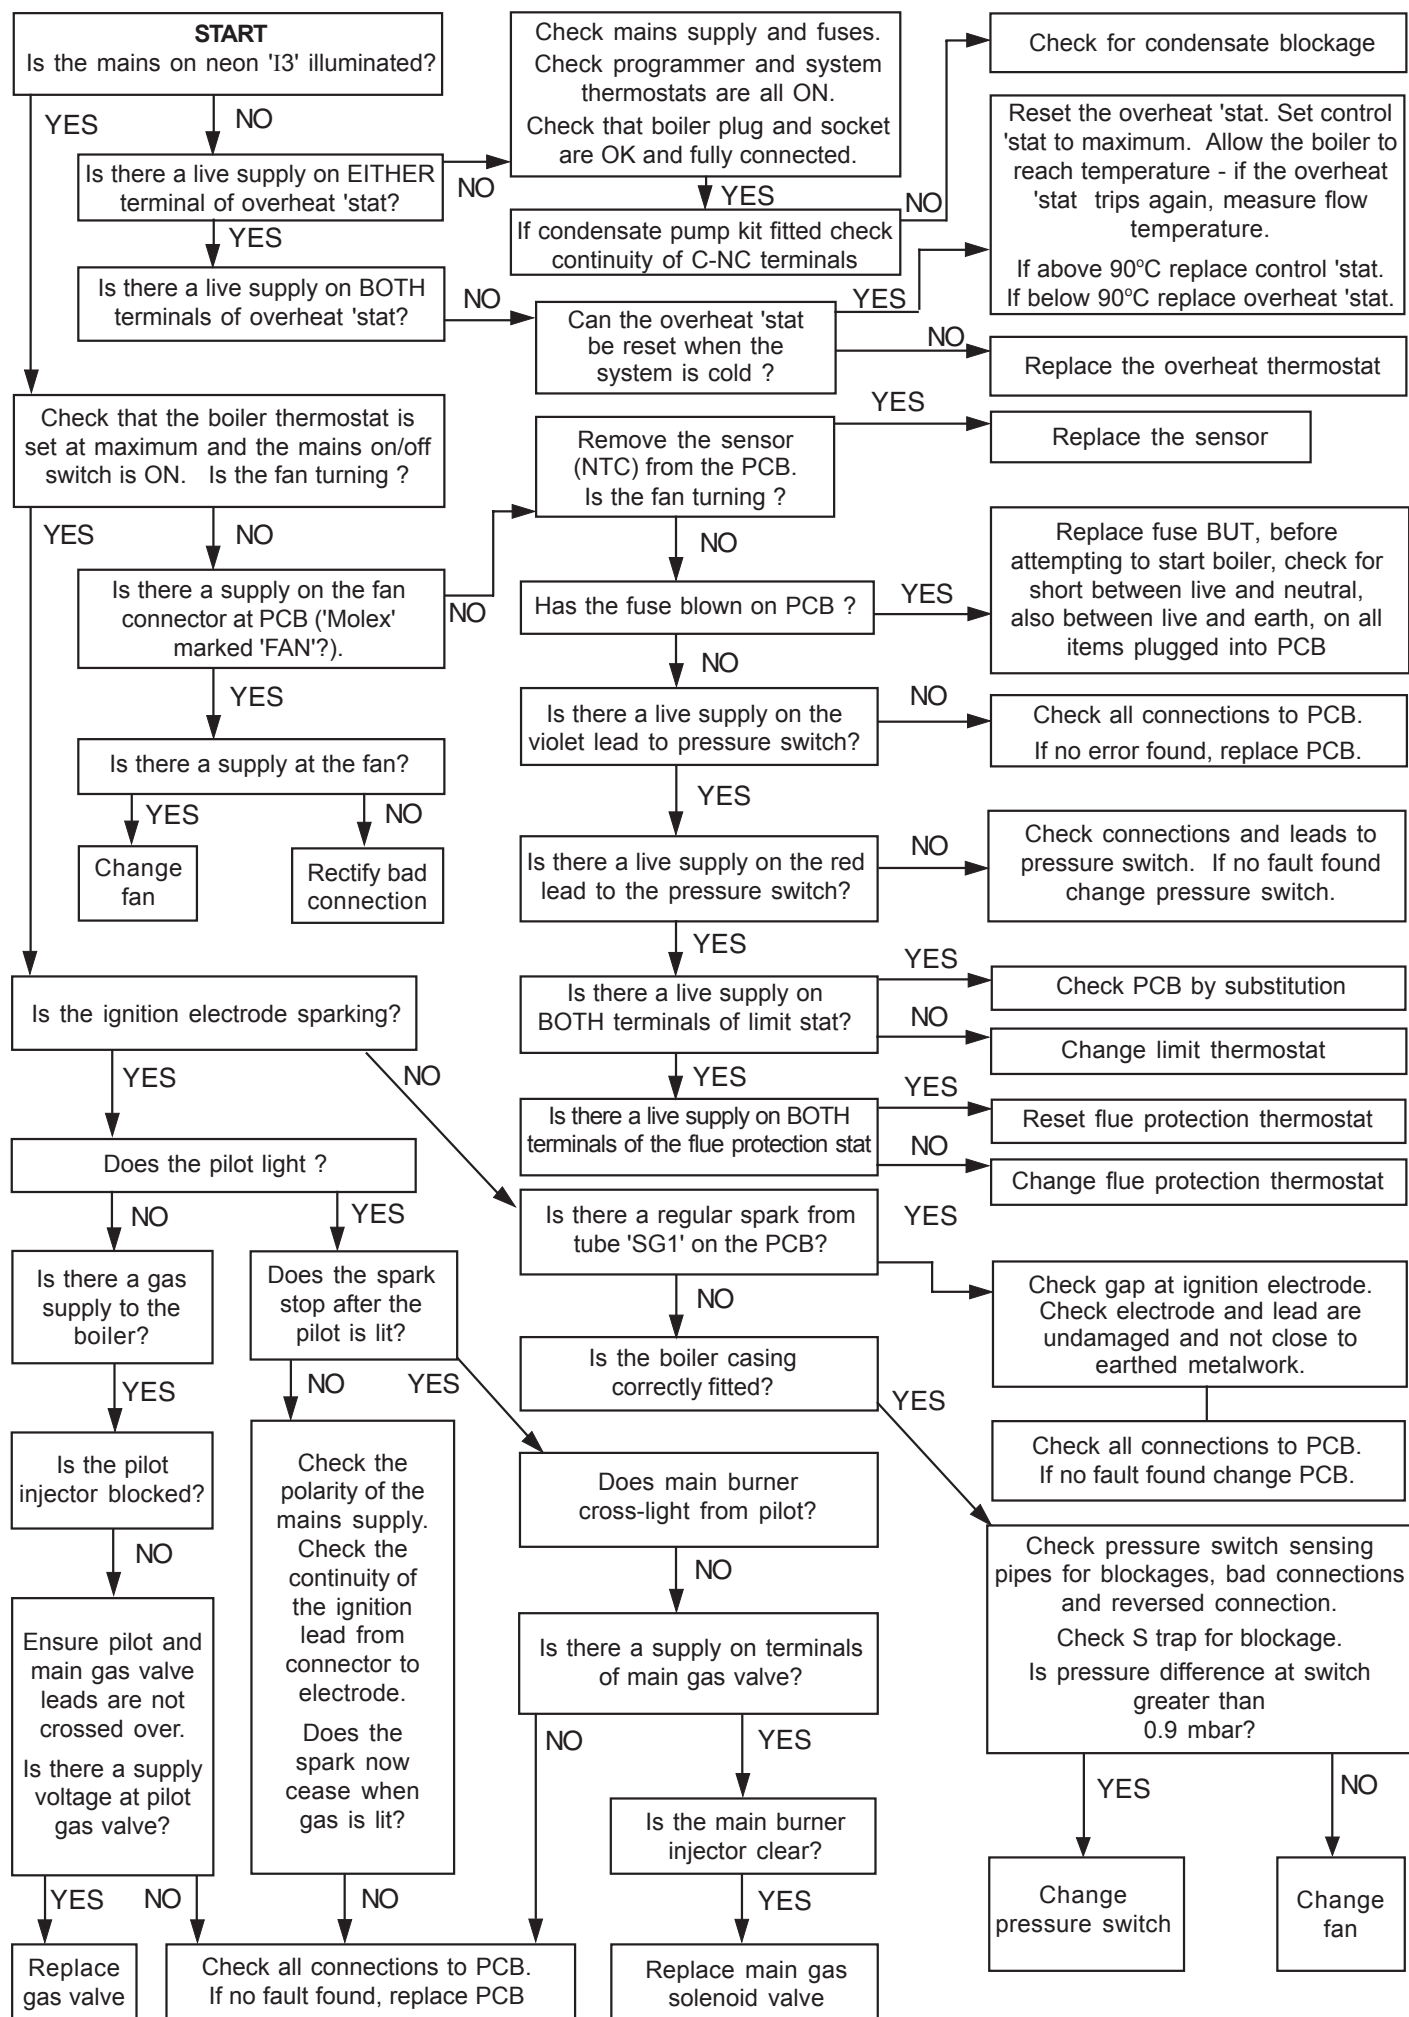 START
Is the mains on neon 'I3' illuminated?
YES
NO
Is there a live supply on EITHER
terminal of overheat 'stat?
NO
YES
Is there a live supply on BOTH
terminals of overheat 'stat?
NO
Check mains supply and fuses.
Check programmer and system
thermostats are all ON.
Check that boiler plug and socket
are OK and fully connected.
YES
If condensate pump kit fitted check
continuity of C-NC terminals
NO
Check for condensate blockage
Can the overheat 'stat
be reset when the
system is cold ?
YES
Reset the overheat 'stat. Set control
'stat to maximum. Allow the boiler to
reach temperature - if the overheat
'stat trips again, measure flow
temperature.
If above 90°C replace control 'stat.
If below 90°C replace overheat 'stat.
NO
Replace the overheat thermostat
Check that the boiler thermostat is
set at maximum and the mains on/off
switch is ON. Is the fan turning ?
YES
NO
Is there a supply on the fan
connector at PCB ('Molex'
marked 'FAN'?).
NO
YES
Is there a supply at the fan?
YES
NO
Change
fan
Rectify bad
connection
Remove the sensor
(NTC) from the PCB.
Is the fan turning ?
YES
Replace the sensor
NO
Has the fuse blown on PCB ?
YES
Replace fuse BUT, before
attempting to start boiler, check for
short between live and neutral,
also between live and earth, on all
items plugged into PCB
NO
Is there a live supply on the
violet lead to pressure switch?
NO
Check all connections to PCB.
If no error found, replace PCB.
YES
Is there a live supply on the red
lead to the pressure switch?
NO
Check connections and leads to
pressure switch. If no fault found
change pressure switch.
YES
Is there a live supply on
BOTH terminals of limit stat?
YES
Check PCB by substitution
NO
Change limit thermostat
YES
Is there a live supply on BOTH
terminals of the flue protection stat
YES
Reset flue protection thermostat
NO
Change flue protection thermostat
Is the ignition electrode sparking?
YES
NO
Does the pilot light ?
NO
YES
Is there a gas
supply to the
boiler?
YES
Is the pilot
injector blocked?
NO
Ensure pilot and
main gas valve
leads are not
crossed over.
Is there a supply
voltage at pilot
gas valve?
YES
NO
Replace
gas valve
Does the spark
stop after the
pilot is lit?
NO
YES
Check the
polarity of the
mains supply.
Check the
continuity of
the ignition
lead from
connector to
electrode.
Does the
spark now
cease when
gas is lit?
NO
Check all connections to PCB.
If no fault found, replace PCB
Is there a regular spark from
tube 'SG1' on the PCB?
YES
Check gap at ignition electrode.
Check electrode and lead are
undamaged and not close to
earthed metalwork.
Check all connections to PCB.
If no fault found change PCB.
NO
Is the boiler casing
correctly fitted?
YES
Does main burner
cross-light from pilot?
NO
Is there a supply on terminals
of main gas valve?
NO
YES
Is the main burner
injector clear?
YES
Replace main gas
solenoid valve
Check pressure switch sensing
pipes for blockages, bad connections
and reversed connection.
Check S trap for blockage.
Is pressure difference at switch
greater than
0.9 mbar?
YES
NO
Change
pressure switch
Change
fan